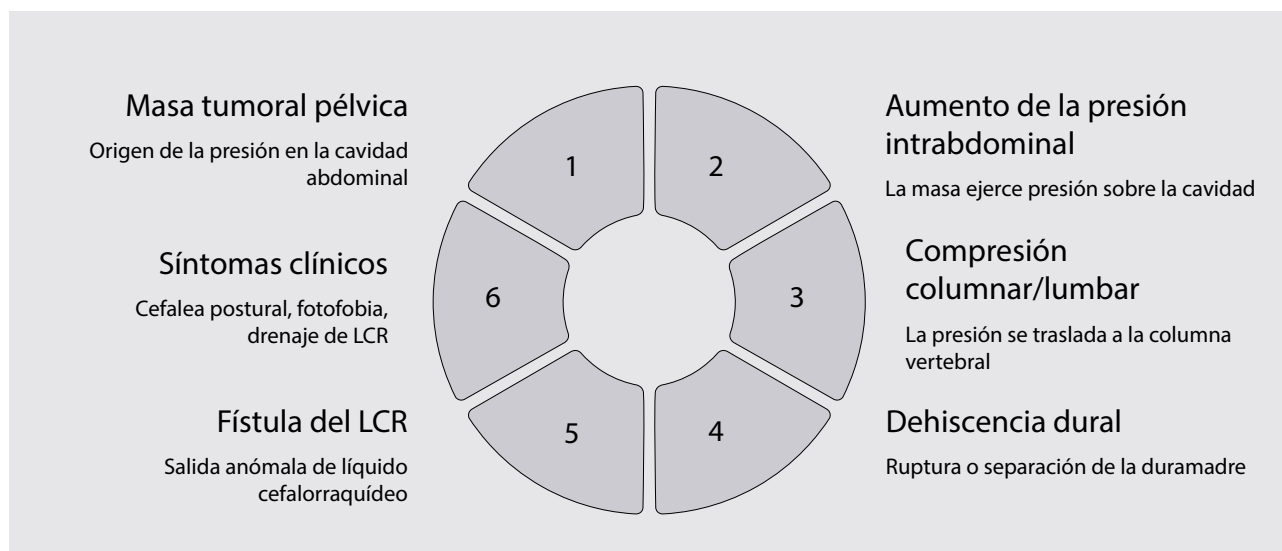 Masa tumoral pélvica
Origen de la presión en la cavidad
abdominal
1
2
Aumento de la presión
intrabdominal
La masa ejerce presión sobre la cavidad
Compresión
columnar/lumbar
La presión se traslada a la columna
vertebral
3
Dehiscencia dural
Ruptura o separación de la duramadre
4
5
Fístula del LCR
Salida anómala de líquido
cefalorraquídeo
6
Síntomas clínicos
Cefalea postural, fotofobia,
drenaje de LCR